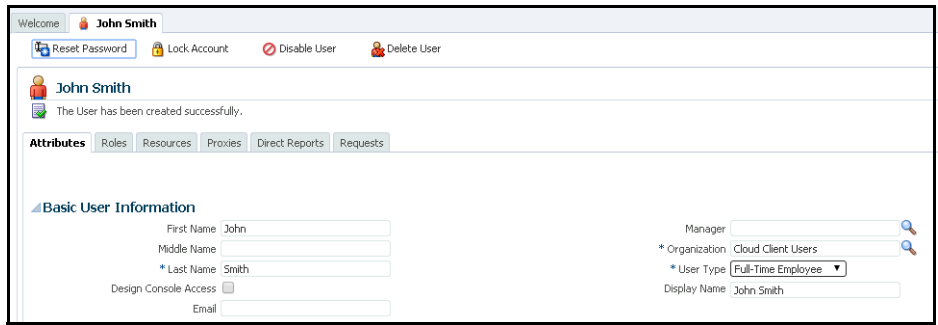 Welcome John Smith
Reset Password Lock Account Disable User Delete User
John Smith
The User has been created successfully.
Attributes Roles Resources Proxies Direct Reports Requests
Basic User Information
First Name John
Middle Name
* Last Name Smith
Design Console Access
Email
Manager
* Organization Cloud Client Users
* User Type Full-Time Employee
Display Name John Smith